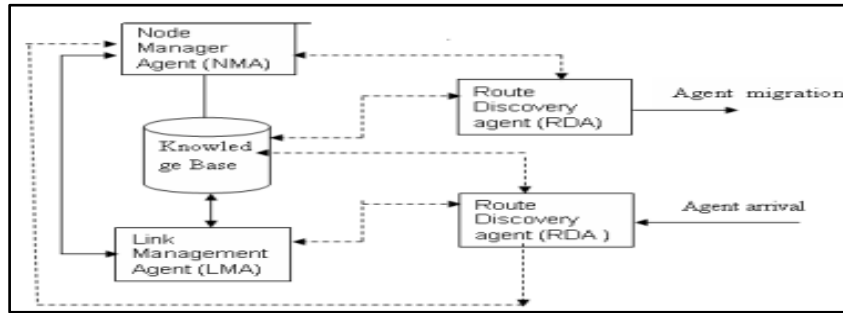 Node
Manager
Agent (NMA)
Route
Discovery
agent (RDA)
Agent migration
Knowled
ge Base
Route
Discovery
agent (RDA )
Agent arrival
Link
Management
Agent (LMA)